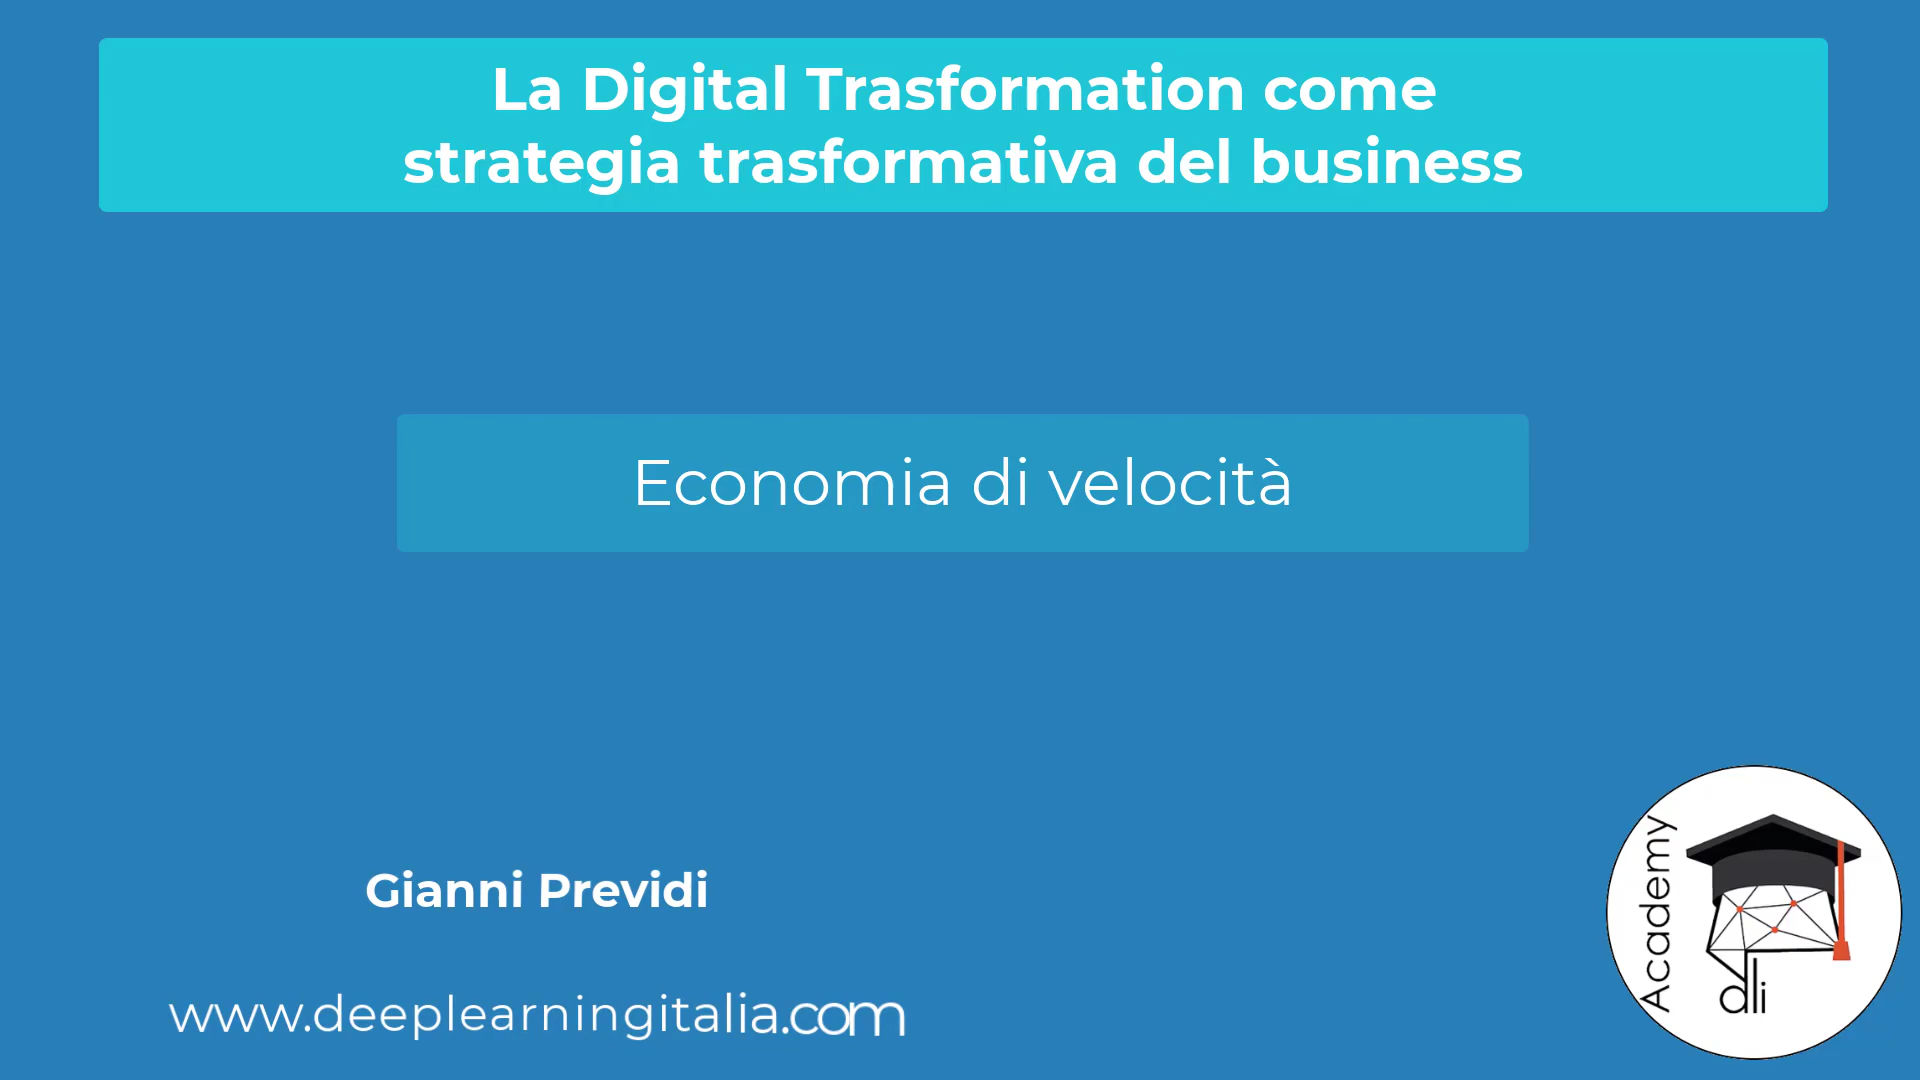 La Digital Trasformation come
strategia trasformativa del business
Economia di velocità
Gianni Previdi
www.deeplearningitalia.com
Academy
dli